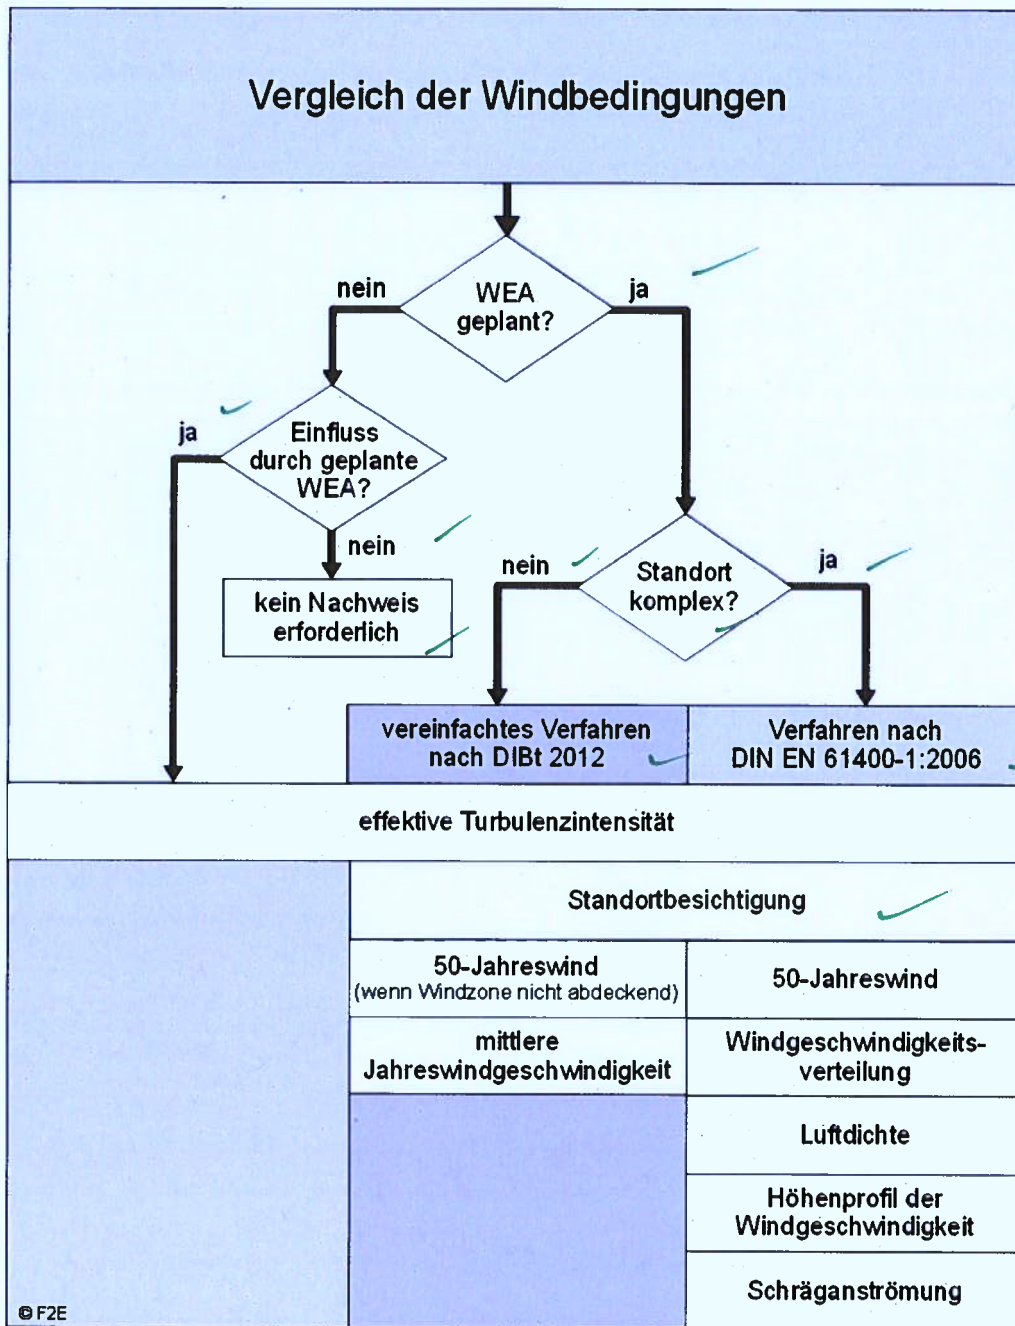 Vergleich der Windbedingungen
nein
WEA
geplant?
ja
ja
Einfluss
durch geplante
WEA?
nein
kein Nachweis
erforderlich
nein
Standort
komplex?
ja
vereinfachtes Verfahren
nach DIBt 2012
Verfahren nach
DIN EN 61400-1:2006
effektive Turbulenzintensität
Standortbesichtigung
50-Jahreswind
(wenn Windzone nicht abdeckend)
50-Jahreswind
mittlere
Jahreswindgeschwindigkeit
Windgeschwindigkeits-
verteilung
Luftdichte
Höhenprofil der
Windgeschwindigkeit
Schräganströmung
© F2E